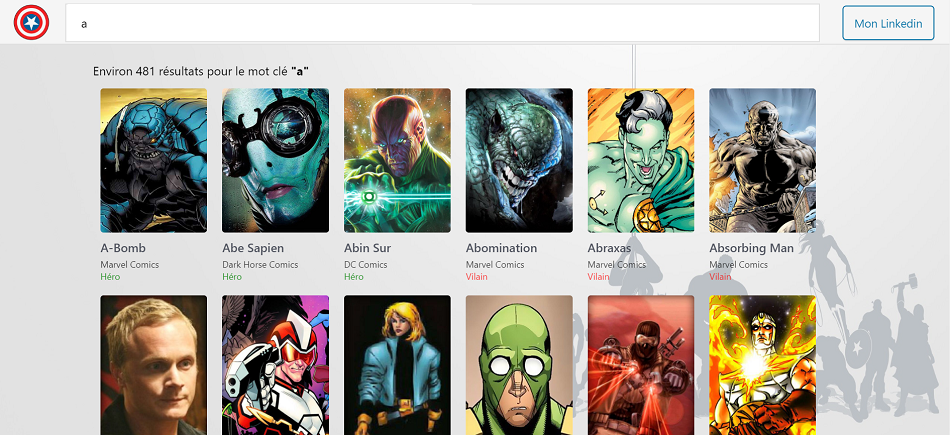 a
Mon Linkedin
Environ 481 résultats pour le mot clé "a"
A-Bomb
Marvel Comics
Héro
Abe Sapien
Dark Horse Comics
Héro
Abin Sur
DC Comics
Héro
Abomination
Marvel Comics
Vilain
Abraxas
Marvel Comics
Vilain
Absorbing Man
Marvel Comics
Vilain